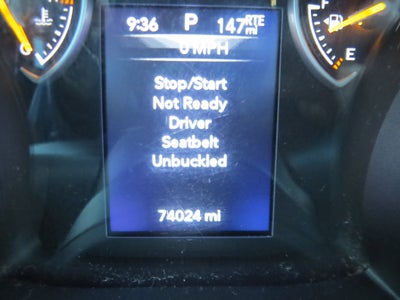 9:36 P 147 RTE mi
0 MPH
Stop/Start
Not Ready
Driver
Seatbelt
Unbuckled
74024 mi
C
F
E